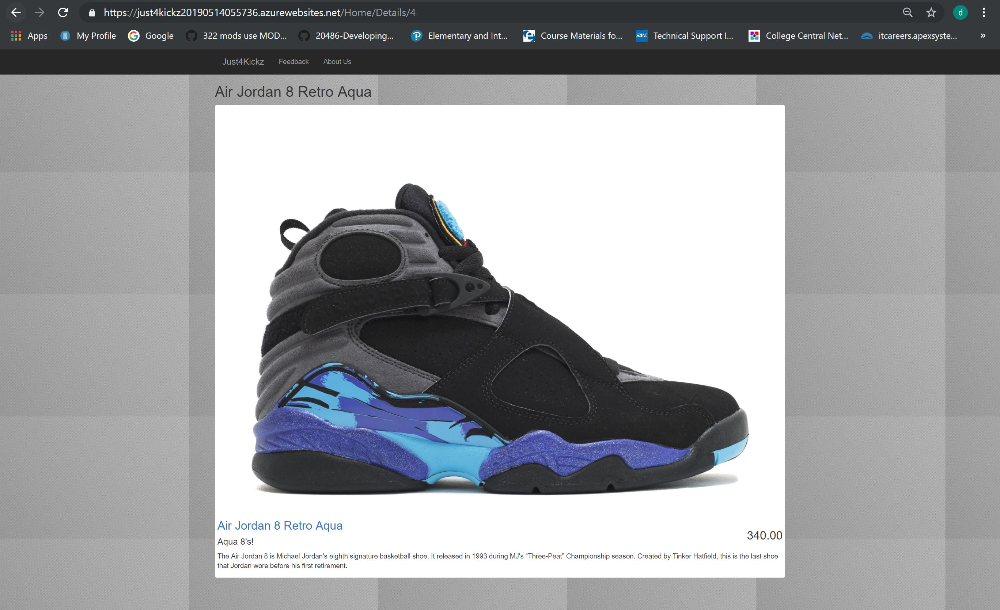 https://just4kickz20190514055736.azurewebsites.net/Home/Details/4
d
Apps My Profile Google 322 mods use MOD... 20486-Developing... Elementary and Int... Course Materials fo... SAIC Technical Support I... College Central Net... itcareers.apexsyste... »
Just4Kickz Feedback About Us
Air Jordan 8 Retro Aqua
Air Jordan 8 Retro Aqua
340.00
Aqua 8’s!
The Air Jordan 8 is Michael Jordan's eighth signature basketball shoe. It released in 1993 during MJ's “Three-Peat” Championship season. Created by Tinker Hatfield, this is the last shoe
that Jordan wore before his first retirement.